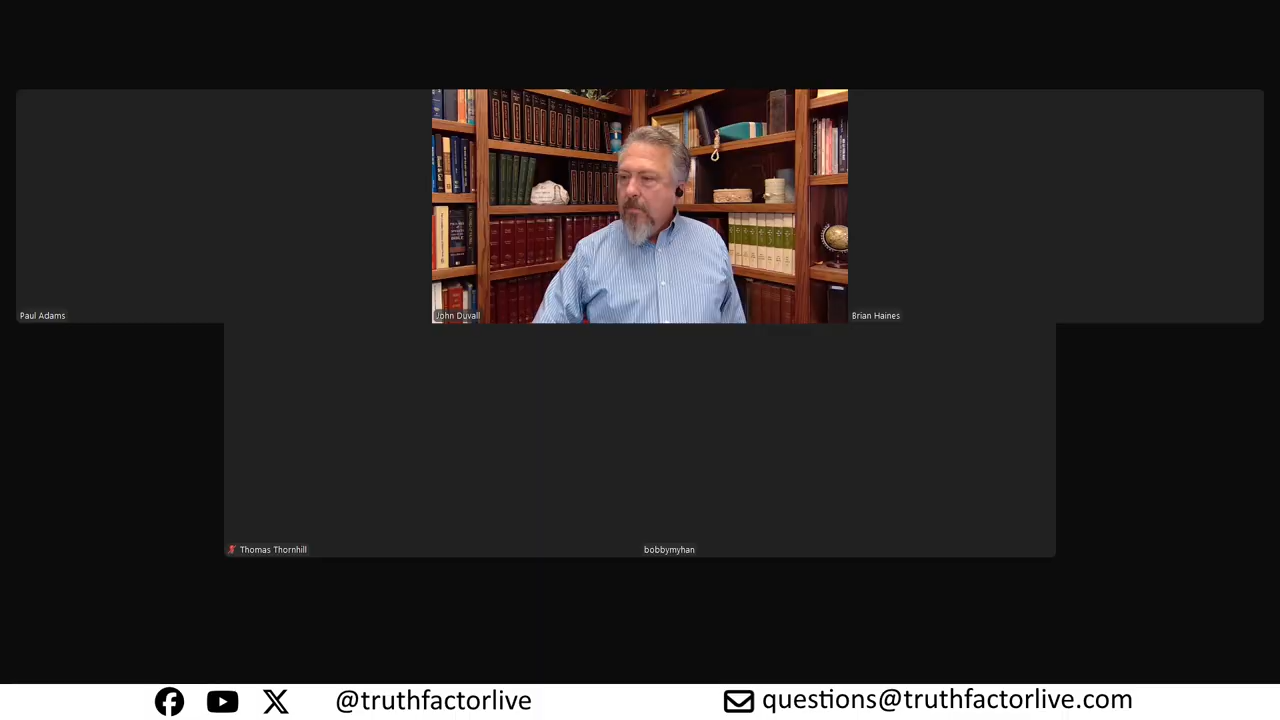 Paul Adams
John Duvall
Brian Haines
Thomas Thornhill
bobbymyhan
@truthfactorlive
questions@truthfactorlive.com